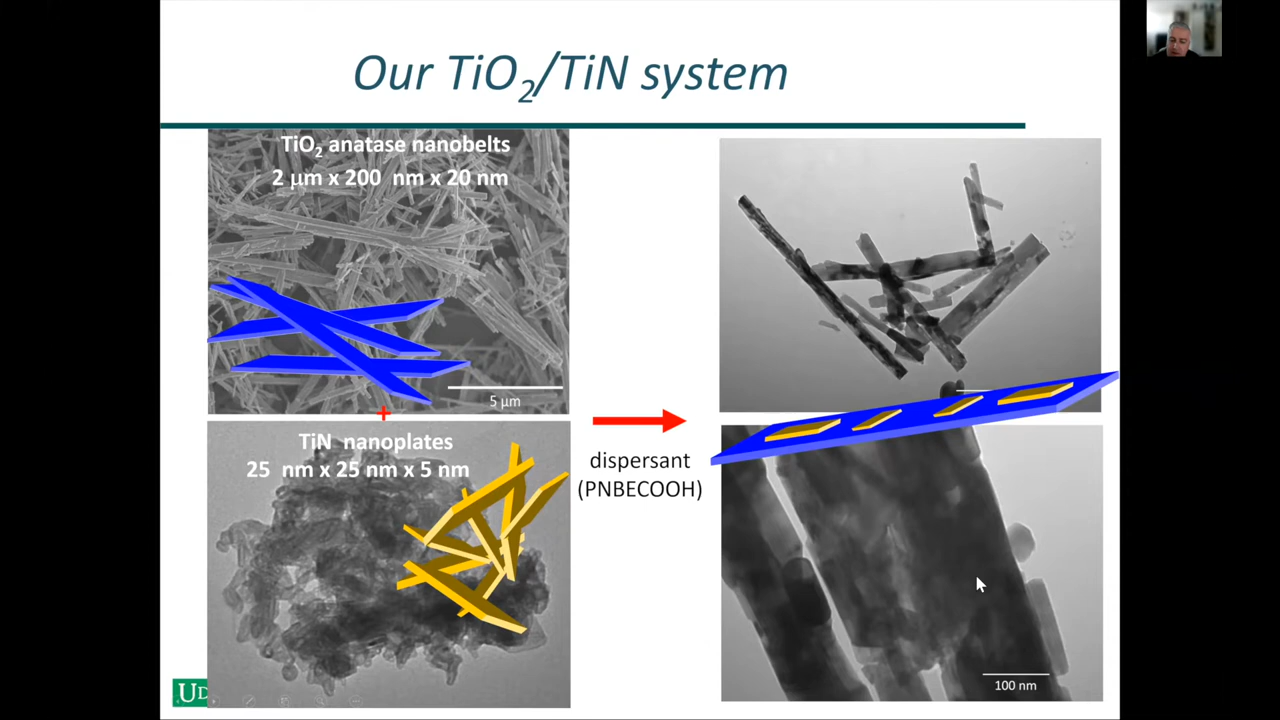 Our TiO₂/TiN system
TiO₂ anatase nanobelts
2 μm x 200 nm x 20 nm
5 μm
+
TiN nanoplates
25 nm x 25 nm x 5 nm
dispersant
(PNBECOOH)
100 nm
UD